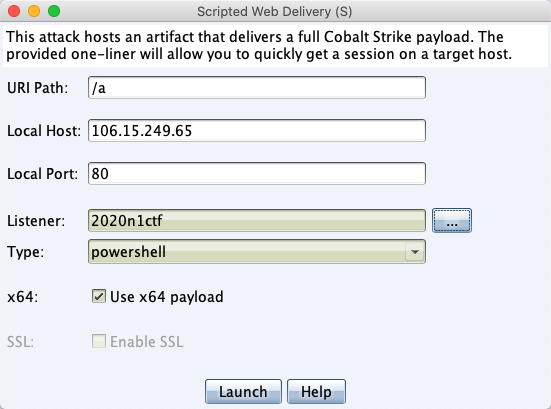 Scripted Web Delivery (S)
This attack hosts an artifact that delivers a full Cobalt Strike payload. The
provided one-liner will allow you to quickly get a session on a target host.
URI Path: /a
Local Host: 106.15.249.65
Local Port: 80
Listener: 2020n1ctf ...
Type: powershell
x64: Use x64 payload
SSL: Enable SSL
Launch Help